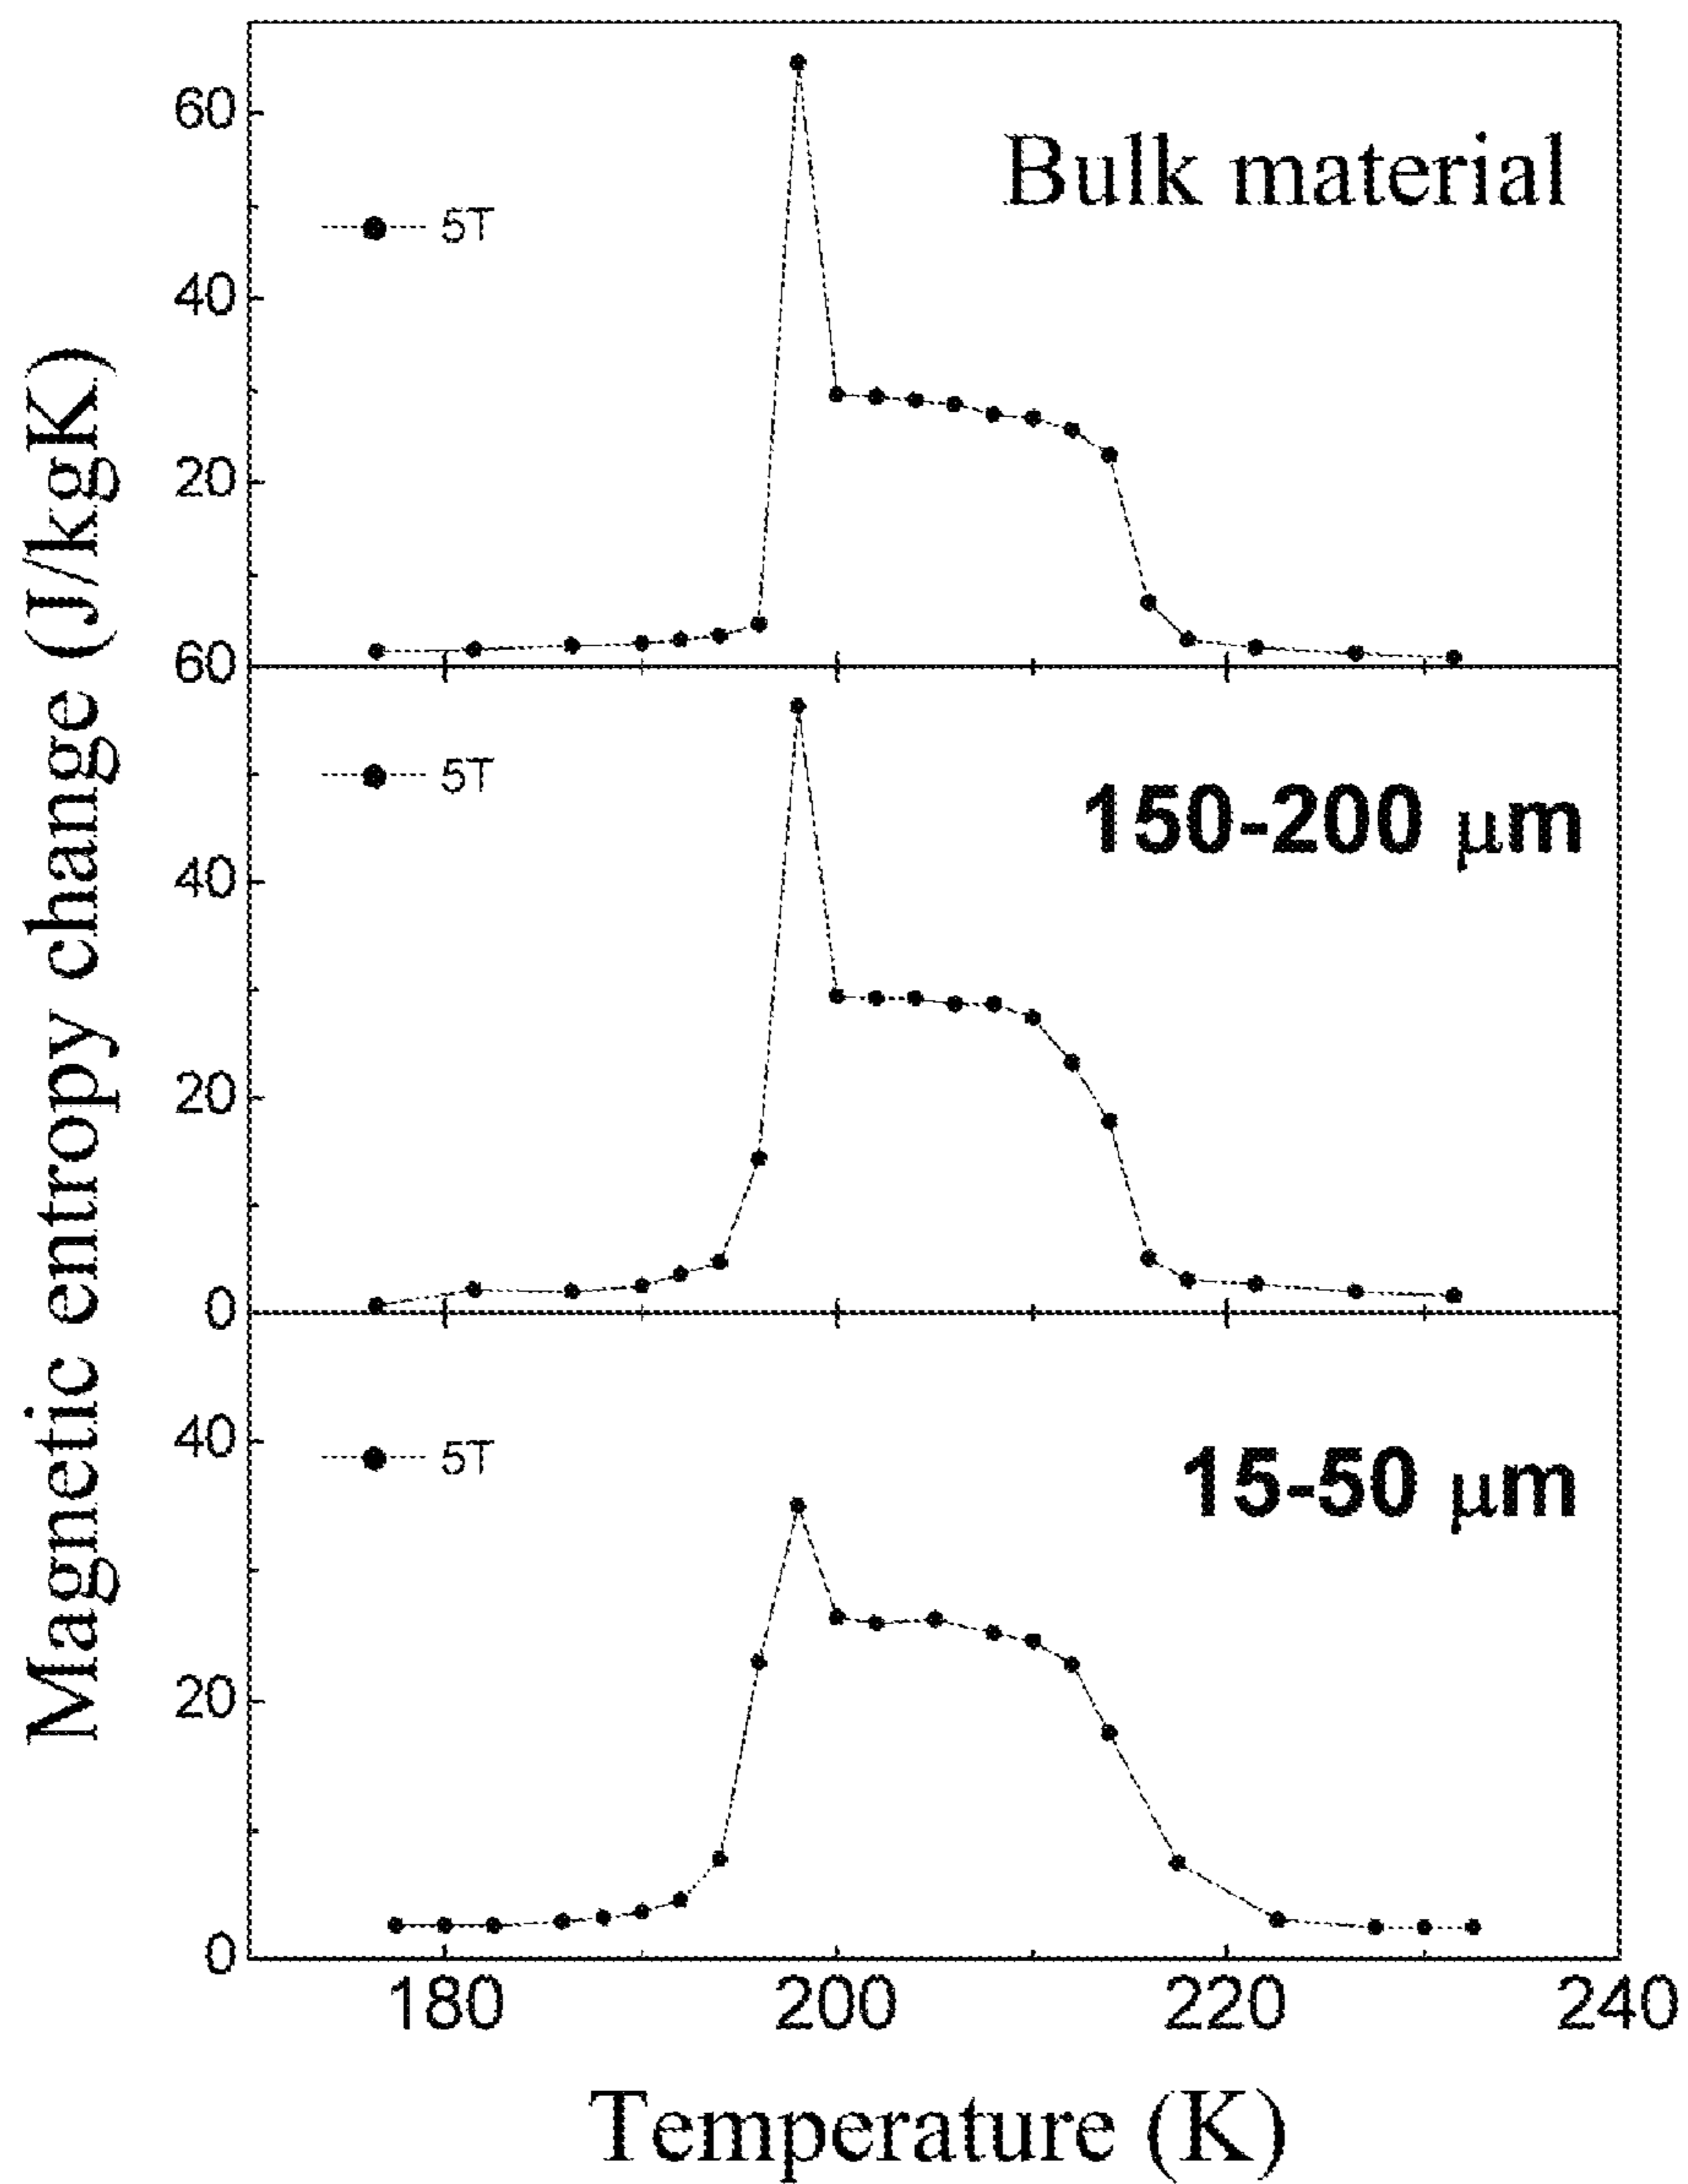 Magnetic entropy change (J/kgK)
60
Bulk material
5T
40
20
60
5T
150-200 μm
40
20
0
40
5T
15-50 μm
20
0
180
200
220
240
Temperature (K)